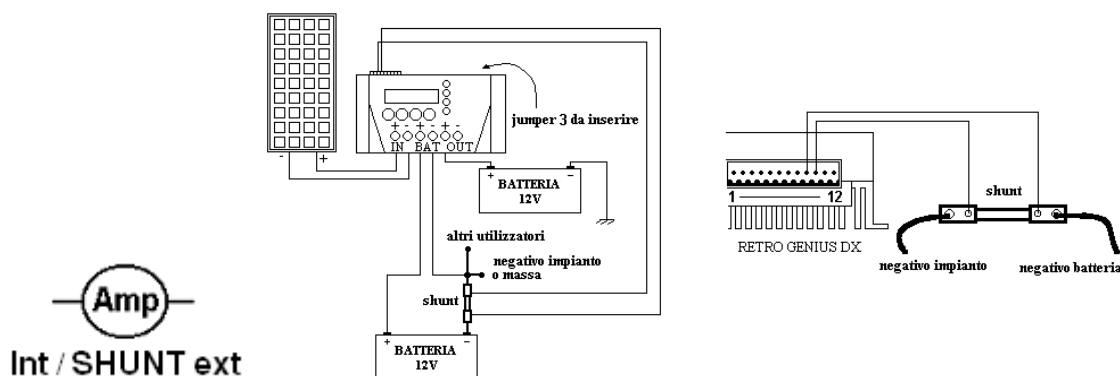 jumper 3 da inserire
+ - + - + -
IN BAT OUT
- +
+ -
BATTERIA
12V
altri utilizzatori
negativo impianto
o massa
shunt
+ -
BATTERIA
12V
Amp
Int / SHUNT ext
shunt
1 12
RETRO GENIUS DX
negativo impianto
negativo batteria